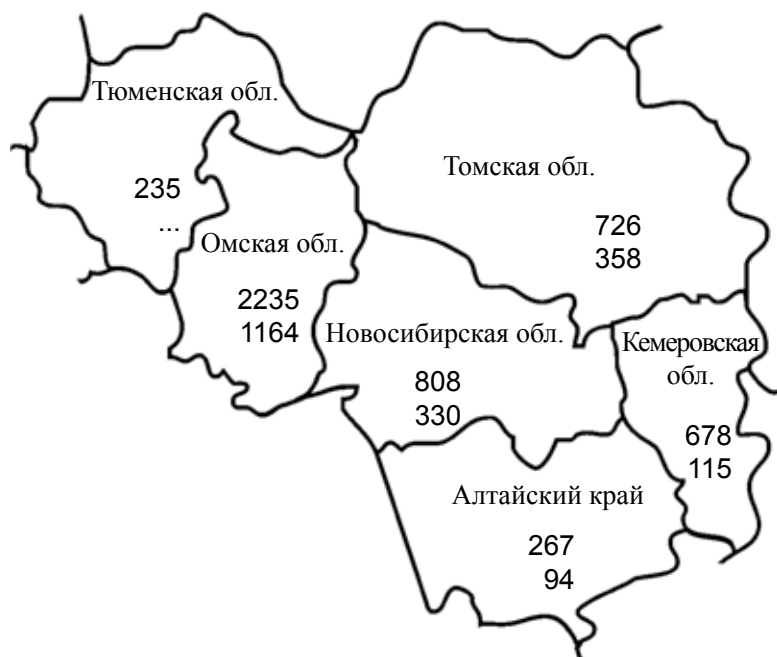 Тюменская обл.
235
...
Омская обл.
2235
1164
Томская обл.
726
358
Новосибирская обл.
808
330
Кемеровская
обл.
678
115
Алтайский край
267
94